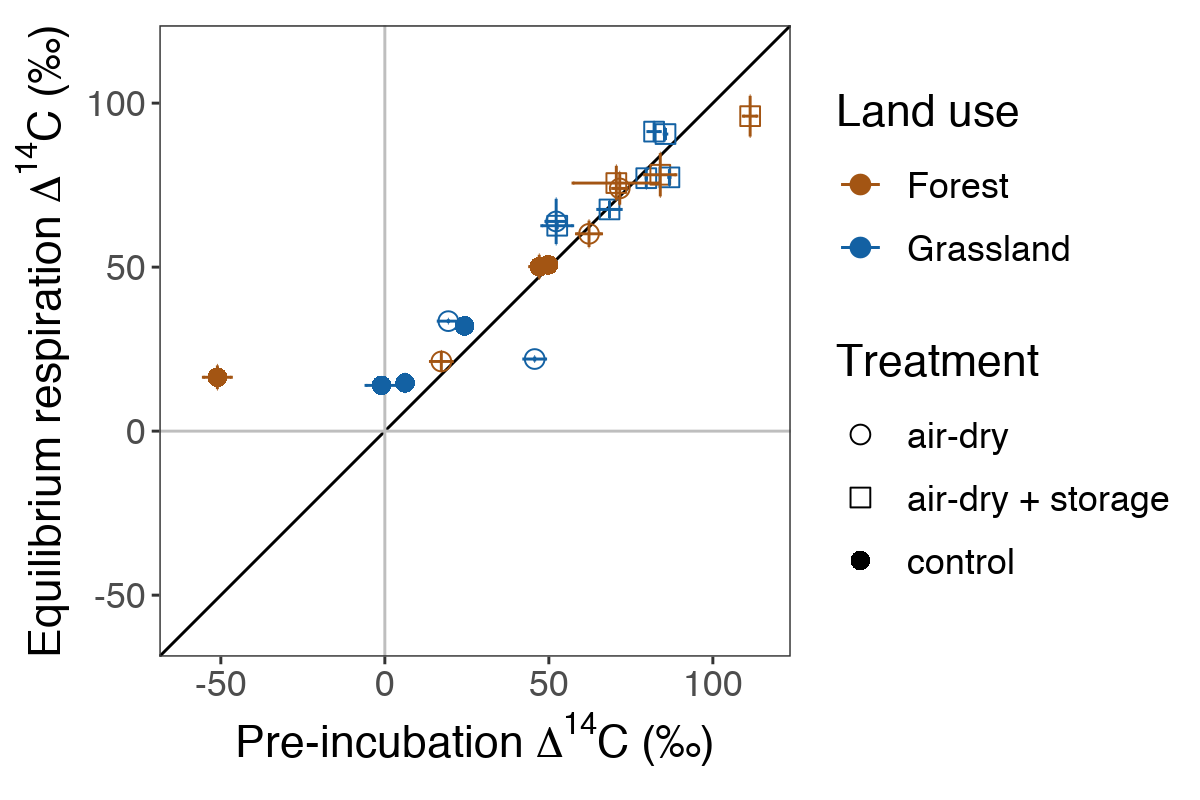 Equilibrium respiration Δ¹⁴C (‰)
100
50
0
-50
-50 0 50 100
Pre-incubation Δ¹⁴C (‰)
Land use
Forest
Grassland
Treatment
air-dry
air-dry + storage
control